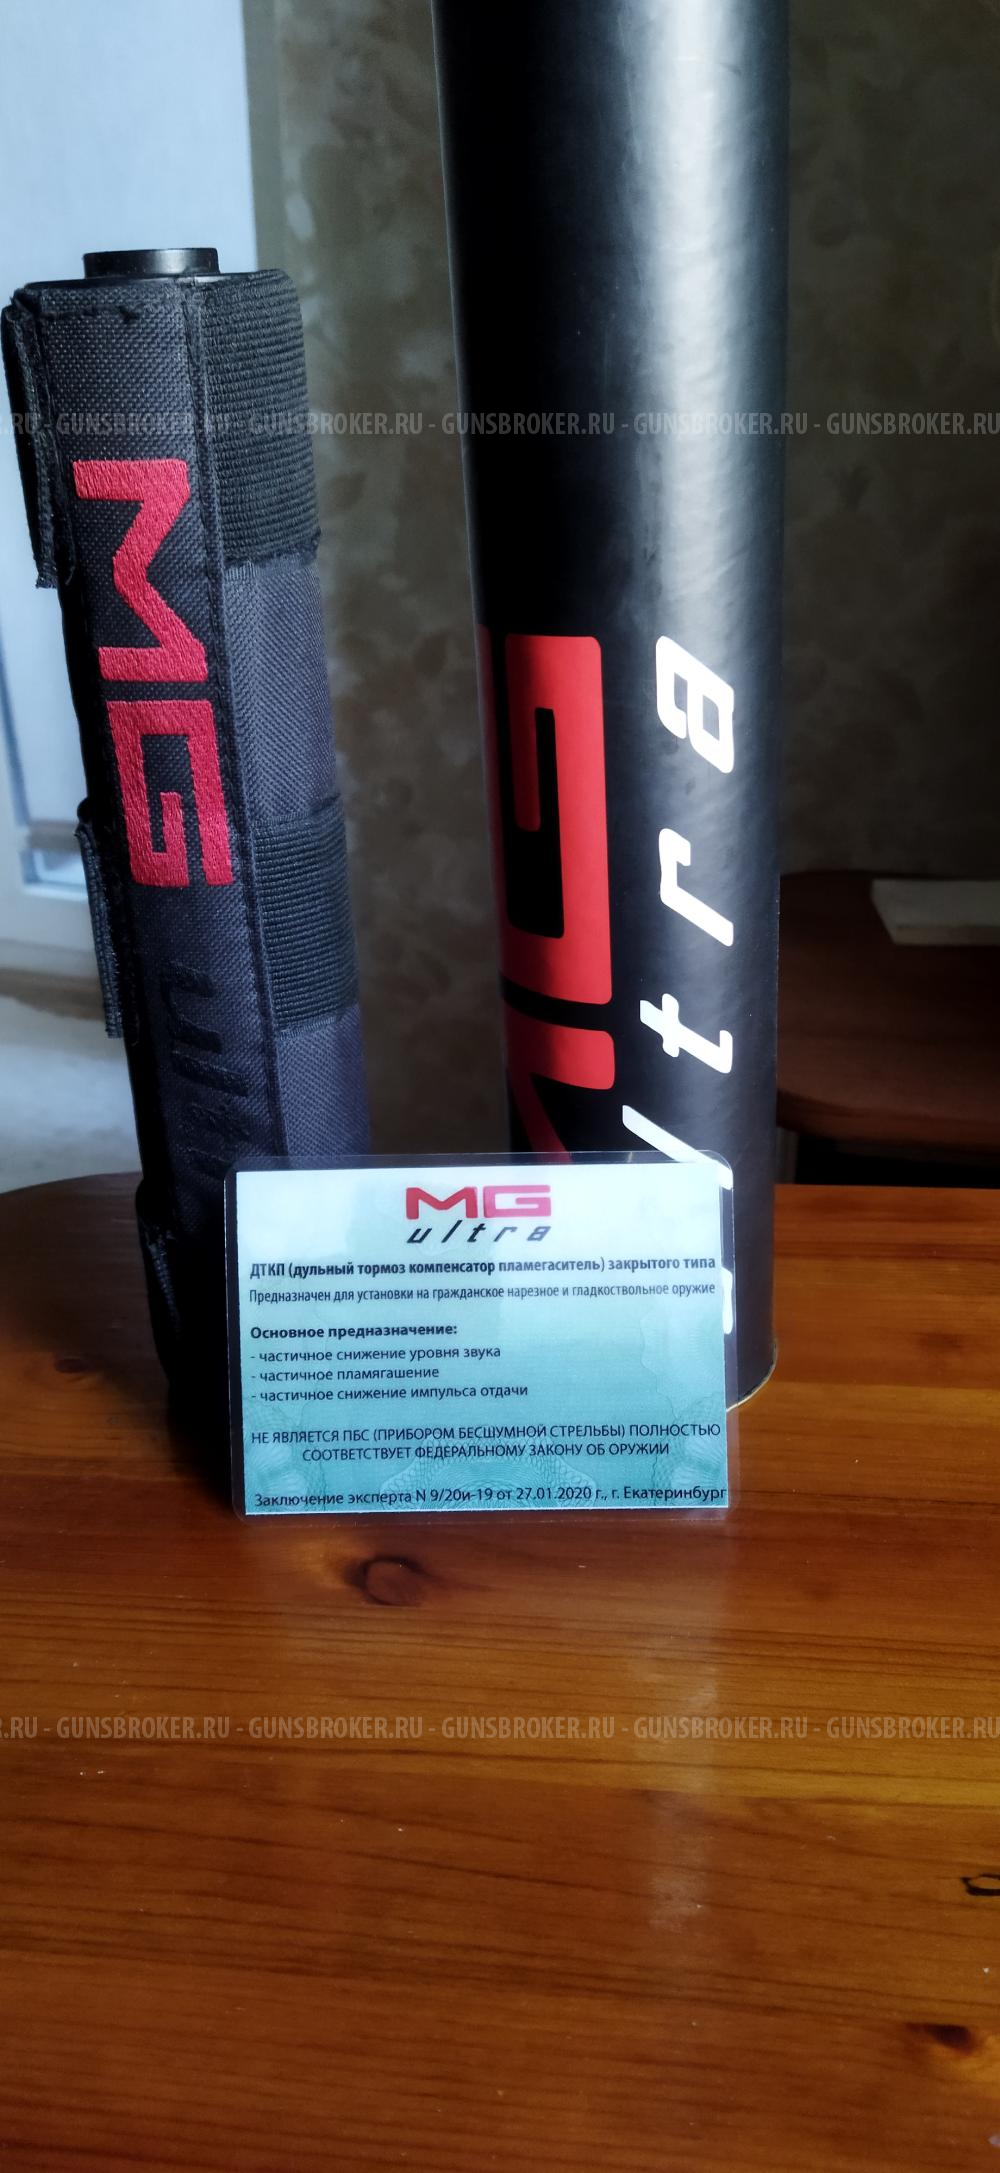 .RU - GUNSBROKER.RU - GUNSBROKER.RU - GUNSBROKER.RU - GUNSBROKER.RU - GUNSBROKER.RU
MG
ultra
MG
ultra
MG
ultra
ДТКП (дульный тормоз компенсатор пламегаситель) закрытого типа
Предназначен для установки на гражданское нарезное и гладкоствольное оружие
Основное предназначение:
- частичное снижение уровня звука
- частичное пламягашение
- частичное снижение импульса отдачи
НЕ ЯВЛЯЕТСЯ ПБС (ПРИБОРОМ БЕСШУМНОЙ СТРЕЛЬБЫ) ПОЛНОСТЬЮ
СООТВЕТСТВУЕТ ФЕДЕРАЛЬНОМУ ЗАКОНУ ОБ ОРУЖИИ
Заключение эксперта N 9/20и-19 от 27.01.2020 г., г. Екатеринбург
.RU - GUNSBROKER.RU - GUNSBROKER.RU - GUNSBROKER.RU - GUNSBROKER.RU - GUNSBROKER.RU